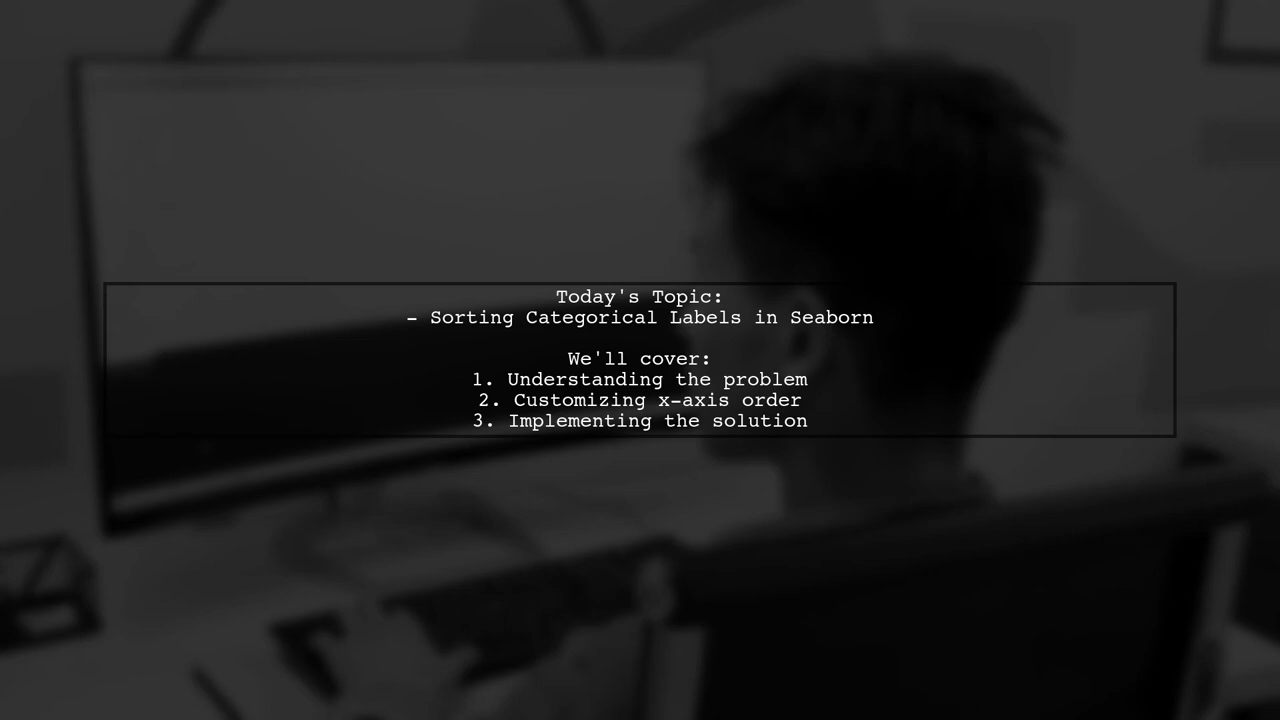 Today's Topic:
- Sorting Categorical Labels in Seaborn
We'll cover:
1. Understanding the problem
2. Customizing x-axis order
3. Implementing the solution